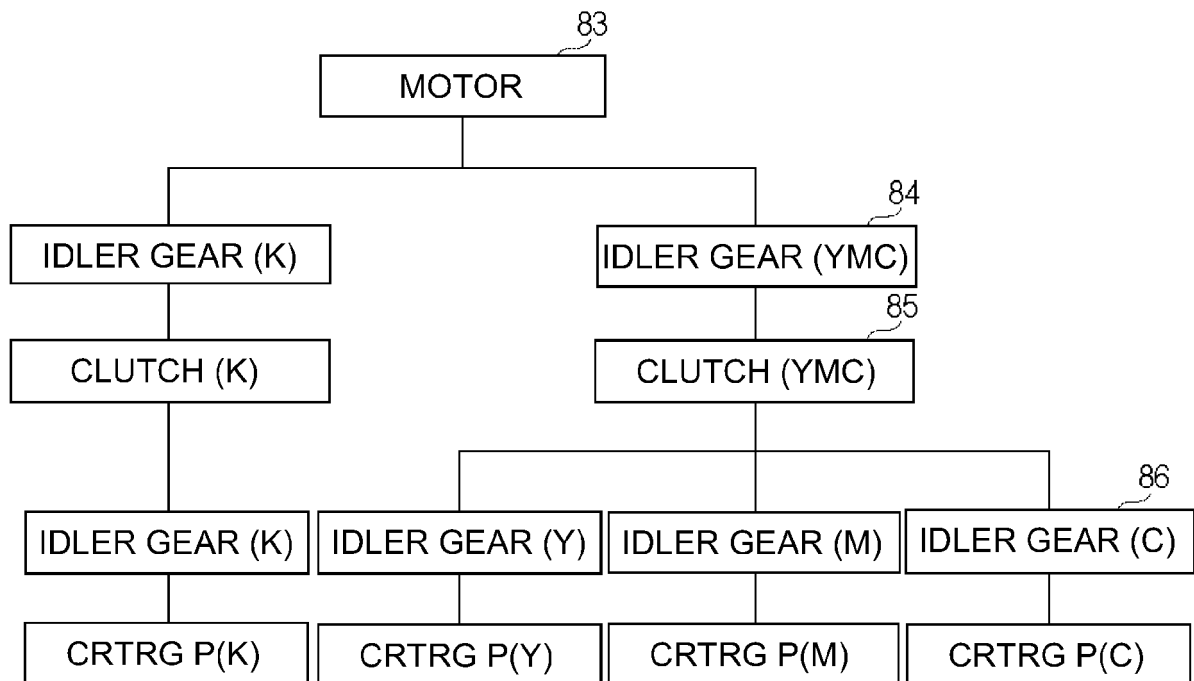 83
MOTOR
84
IDLER GEAR (K)
IDLER GEAR (YMC)
85
CLUTCH (K)
CLUTCH (YMC)
86
IDLER GEAR (K)
IDLER GEAR (Y)
IDLER GEAR (M)
IDLER GEAR (C)
CRTRG P(K)
CRTRG P(Y)
CRTRG P(M)
CRTRG P(C)